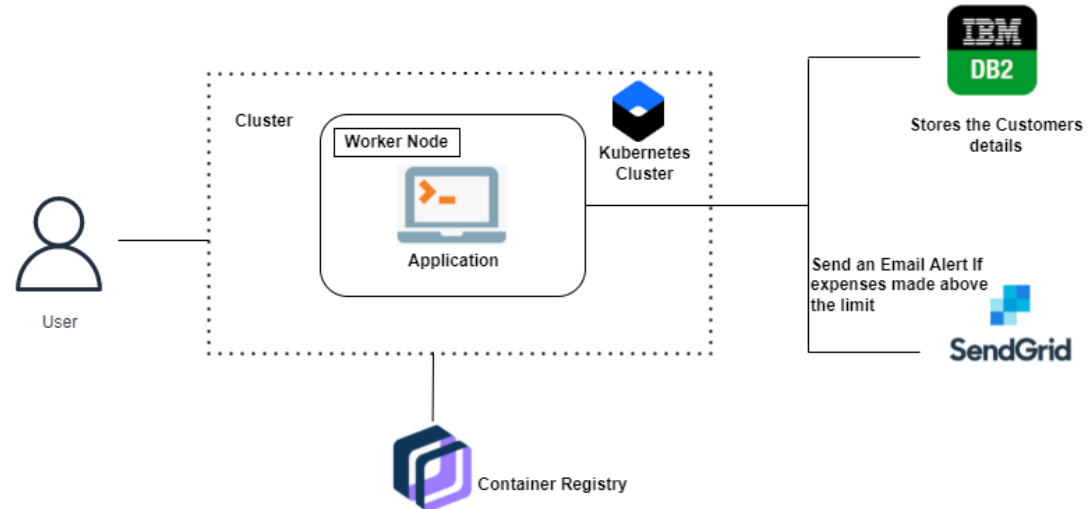 IBM
DB2
Stores the Customers
details
Cluster
Worker Node
Kubernetes
Cluster
Application
User
Send an Email Alert If
expenses made above
the limit
SendGrid
Container Registry